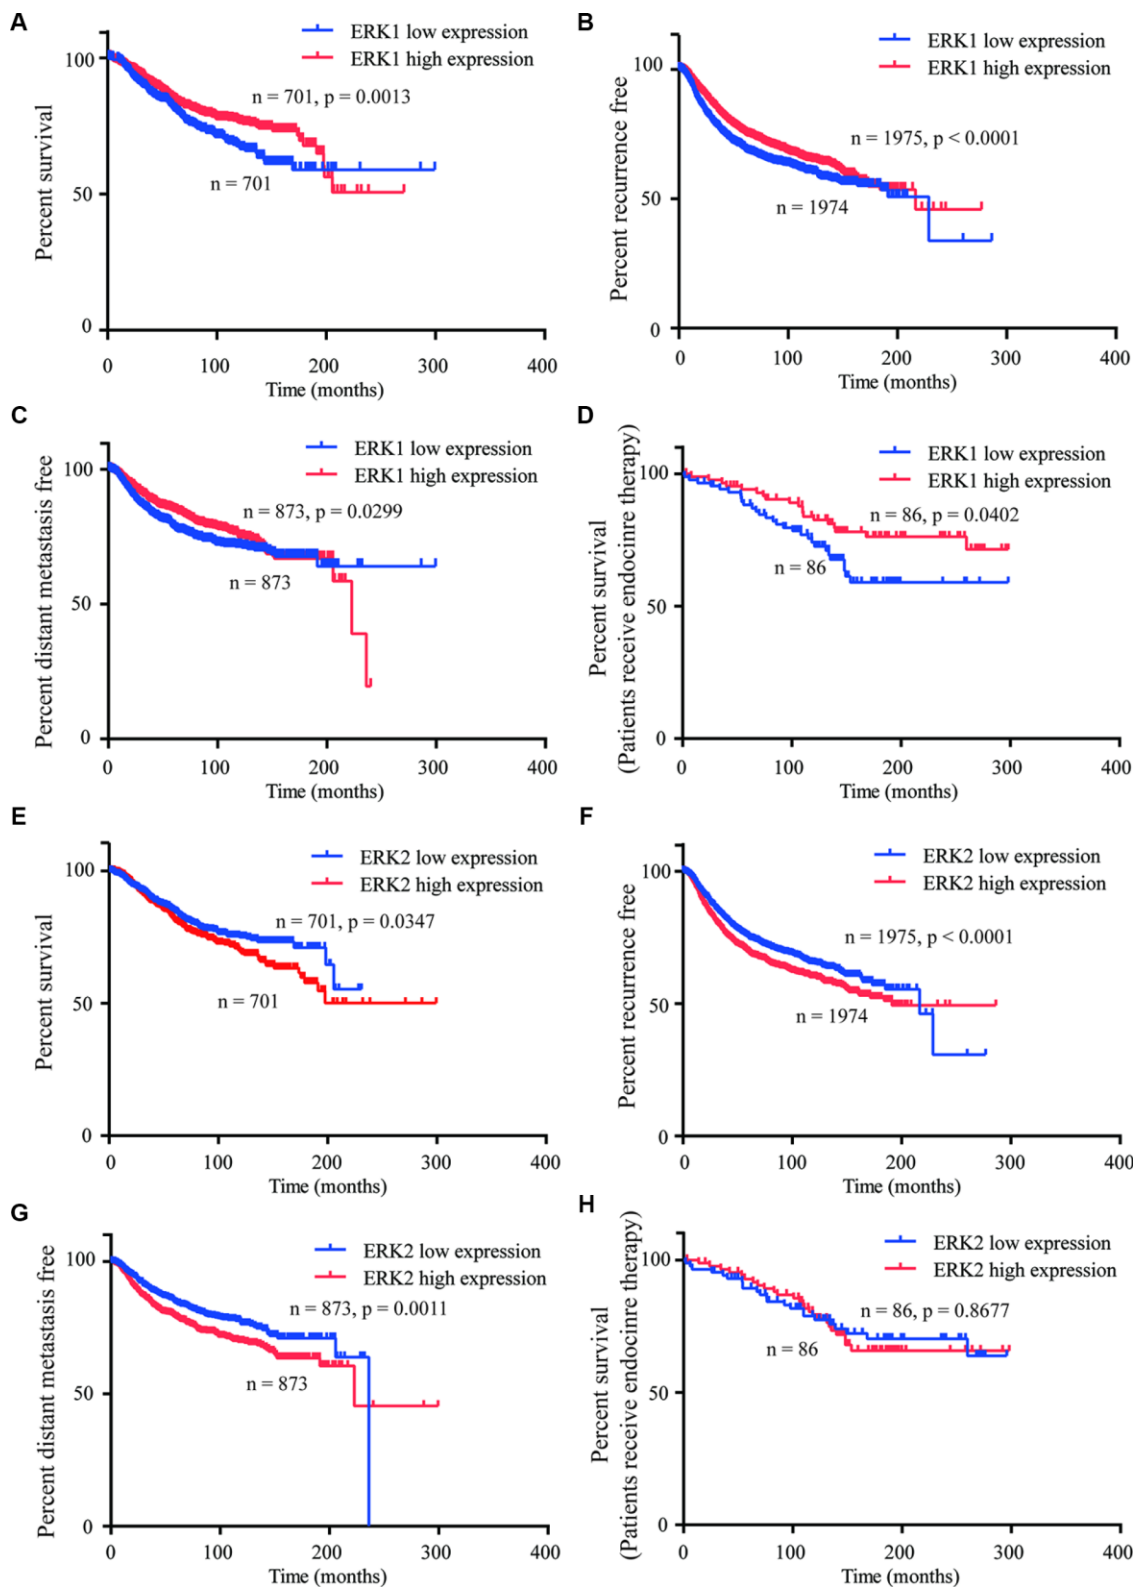 A
ERK1 low expression
ERK1 high expression
n = 701, p = 0.0013
n = 701
Percent survival
100
50
0
0 100 200 300 400
Time (months)
B
ERK1 low expression
ERK1 high expression
n = 1975, p < 0.0001
n = 1974
Percent recurrence free
100
50
0
0 100 200 300 400
Time (months)
C
ERK1 low expression
ERK1 high expression
n = 873, p = 0.0299
n = 873
Percent distant metastasis free
100
50
0
0 100 200 300 400
Time (months)
D
ERK1 low expression
ERK1 high expression
n = 86, p = 0.0402
n = 86
Percent survival
(Patients receive endocinre therapy)
100
50
0
0 100 200 300 400
Time (months)
E
ERK2 low expression
ERK2 high expression
n = 701, p = 0.0347
n = 701
Percent survival
100
50
0
0 100 200 300 400
Time (months)
F
ERK2 low expression
ERK2 high expression
n = 1975, p < 0.0001
n = 1974
Percent recurrence free
100
50
0
0 100 200 300 400
Time (months)
G
ERK2 low expression
ERK2 high expression
n = 873, p = 0.0011
n = 873
Percent distant metastasis free
100
50
0
0 100 200 300 400
Time (months)
H
ERK2 low expression
ERK2 high expression
n = 86, p = 0.8677
n = 86
Percent survival
(Patients receive endocinre therapy)
100
50
0
0 100 200 300 400
Time (months)